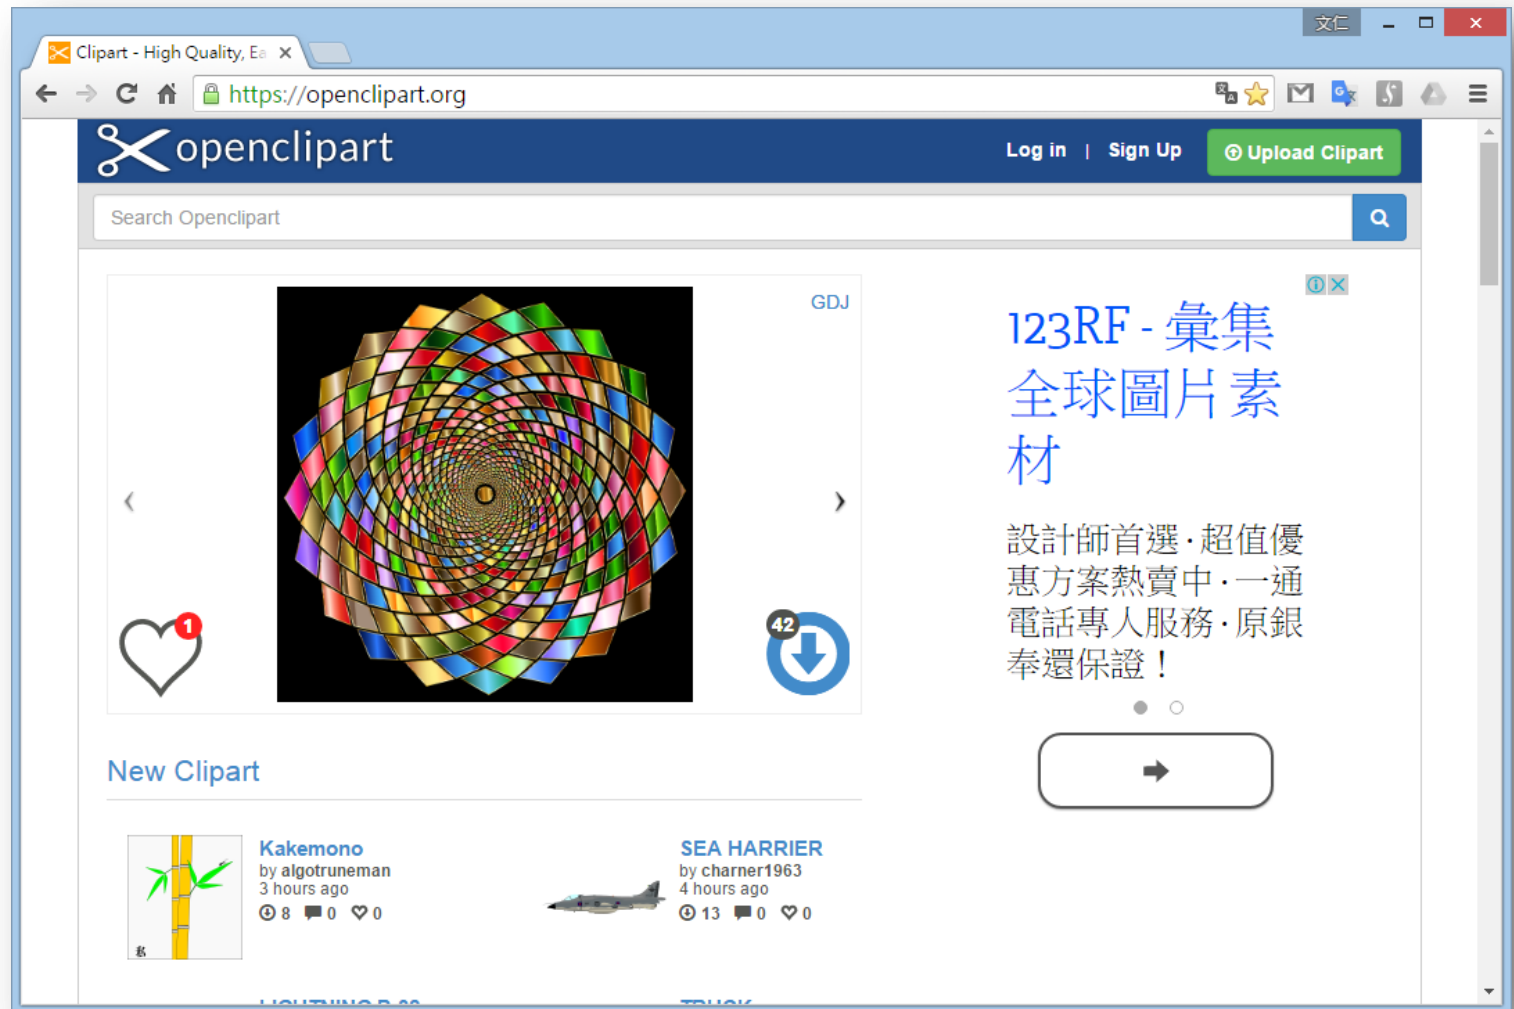 文仁
Clipart - High Quality, Ea
https://openclipart.org
openclipart
Log in | Sign Up
Upload Clipart
Search Openclipart
GDJ
1
42
123RF - 彙集
全球圖片素
材
設計師首選·超值優
惠方案熱賣中·一通
電話專人服務·原銀
奉還保證！
New Clipart
Kakemono
by algotruneman
3 hours ago
8 0 0
SEA HARRIER
by charner1963
4 hours ago
13 0 0